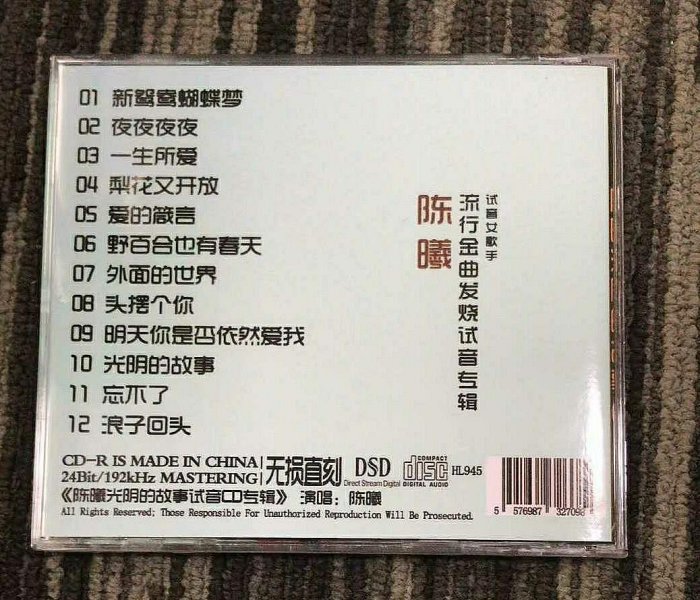 01 新鸳鸯蝴蝶梦
02 夜夜夜夜
03 一生所爱
04 梨花又开放
05 爱的箴言
06 野百合也有春天
07 外面的世界
08 头摆个你
09 明天你是否依然爱我
10 光阴的故事
11 忘不了
12 浪子回头
试音女歌手
流行金曲发烧试音专辑
陈曦
CD-R IS MADE IN CHINA
24Bit/192kHz MASTERING
无损直刻
DSD
Direct Stream Digital
COMPACT
disc
DIGITAL AUDIO
HL945
5 576987 32709
《陈曦光阴的故事试音CD专辑》 演唱：陈曦
All Rights Reserved; Those Responsible For Unauthorized Reproduction Will Be Prosecuted.